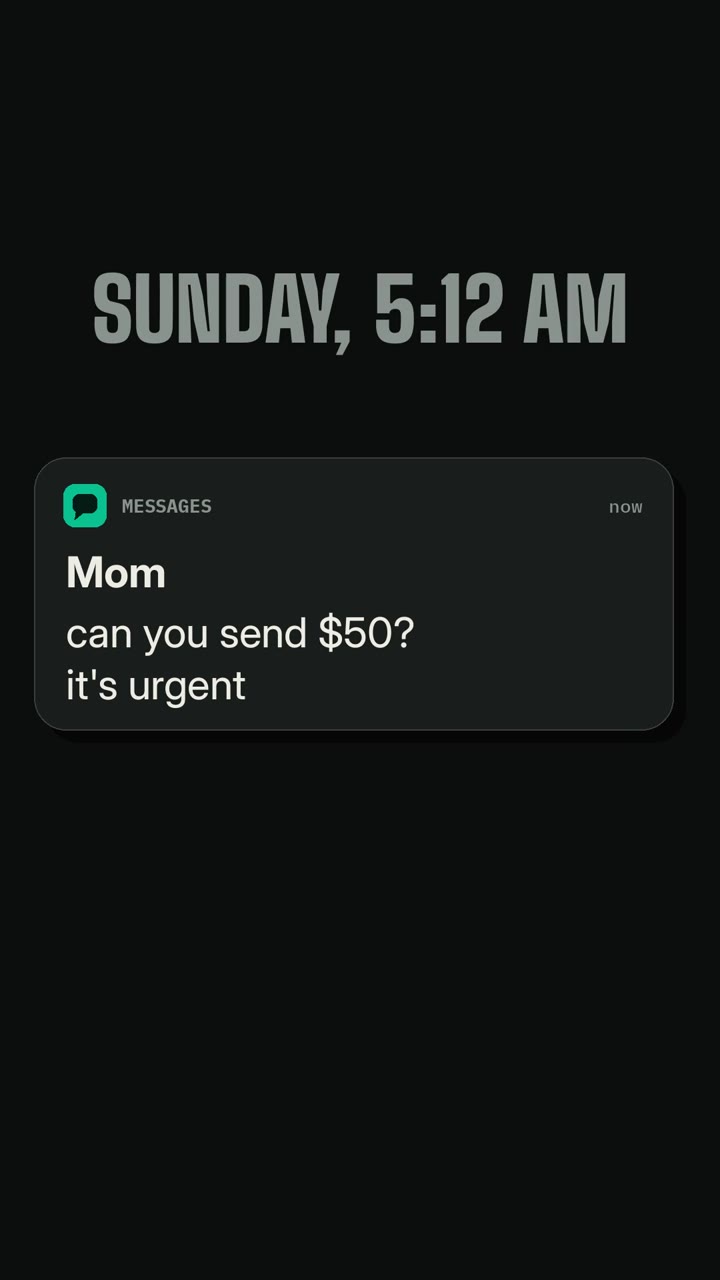 SUNDAY, 5:12 AM
MESSAGES now
Mom
can you send $50?
it's urgent